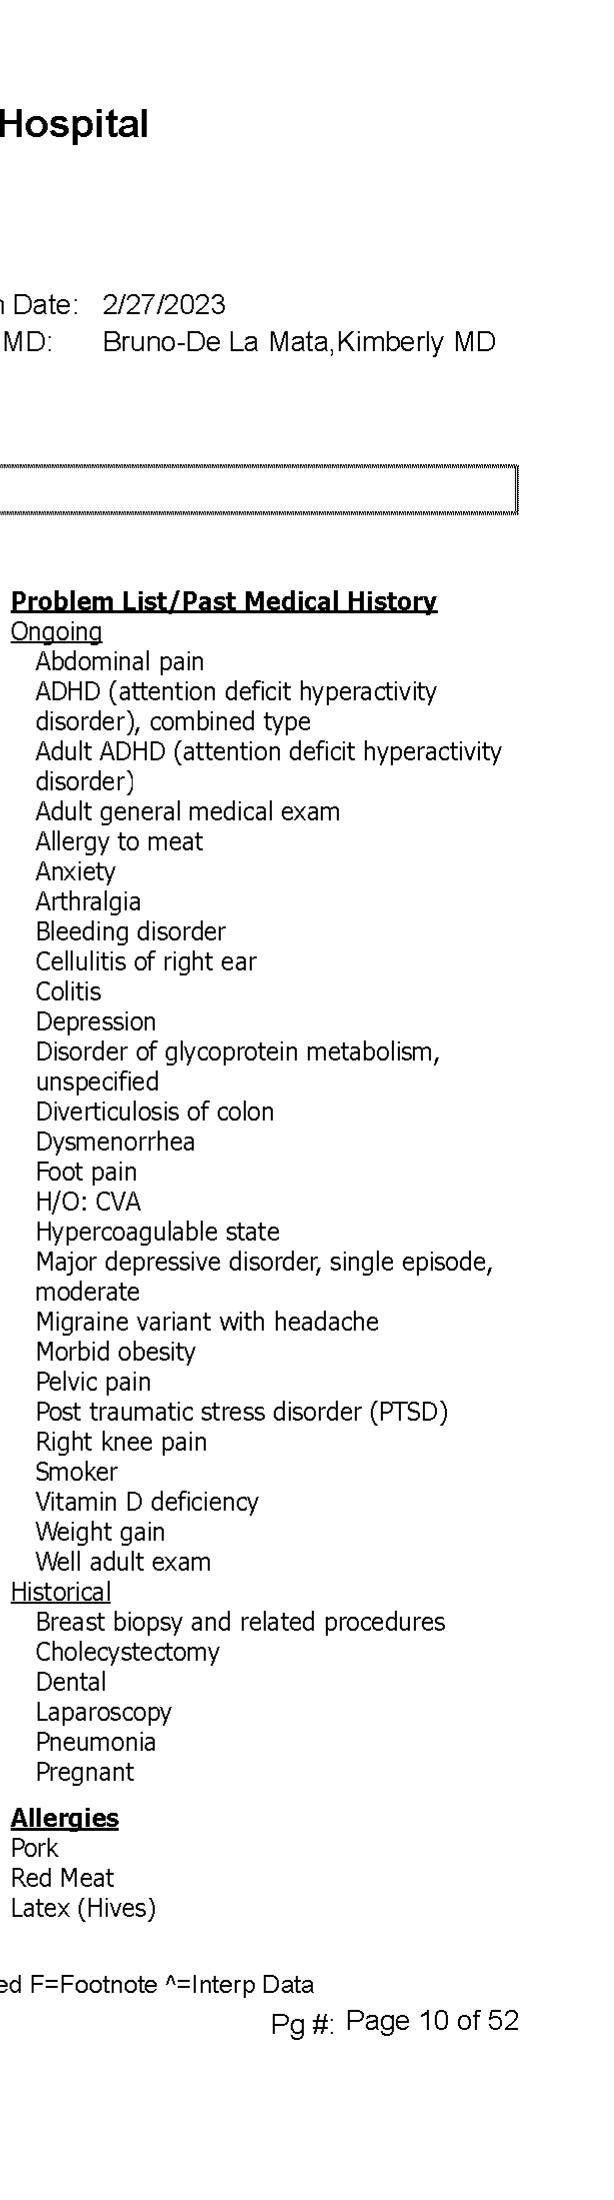 Hospital
n Date: 2/27/2023
MD: Bruno-De La Mata,Kimberly MD
Problem List/Past Medical History
Ongoing
Abdominal pain
ADHD (attention deficit hyperactivity
disorder), combined type
Adult ADHD (attention deficit hyperactivity
disorder)
Adult general medical exam
Allergy to meat
Anxiety
Arthralgia
Bleeding disorder
Cellulitis of right ear
Colitis
Depression
Disorder of glycoprotein metabolism,
unspecified
Diverticulosis of colon
Dysmenorrhea
Foot pain
H/O: CVA
Hypercoagulable state
Major depressive disorder, single episode,
moderate
Migraine variant with headache
Morbid obesity
Pelvic pain
Post traumatic stress disorder (PTSD)
Right knee pain
Smoker
Vitamin D deficiency
Weight gain
Well adult exam
Historical
Breast biopsy and related procedures
Cholecystectomy
Dental
Laparoscopy
Pneumonia
Pregnant
Allergies
Pork
Red Meat
Latex (Hives)
ed F=Footnote ^=Interp Data
Pg #: Page 10 of 52